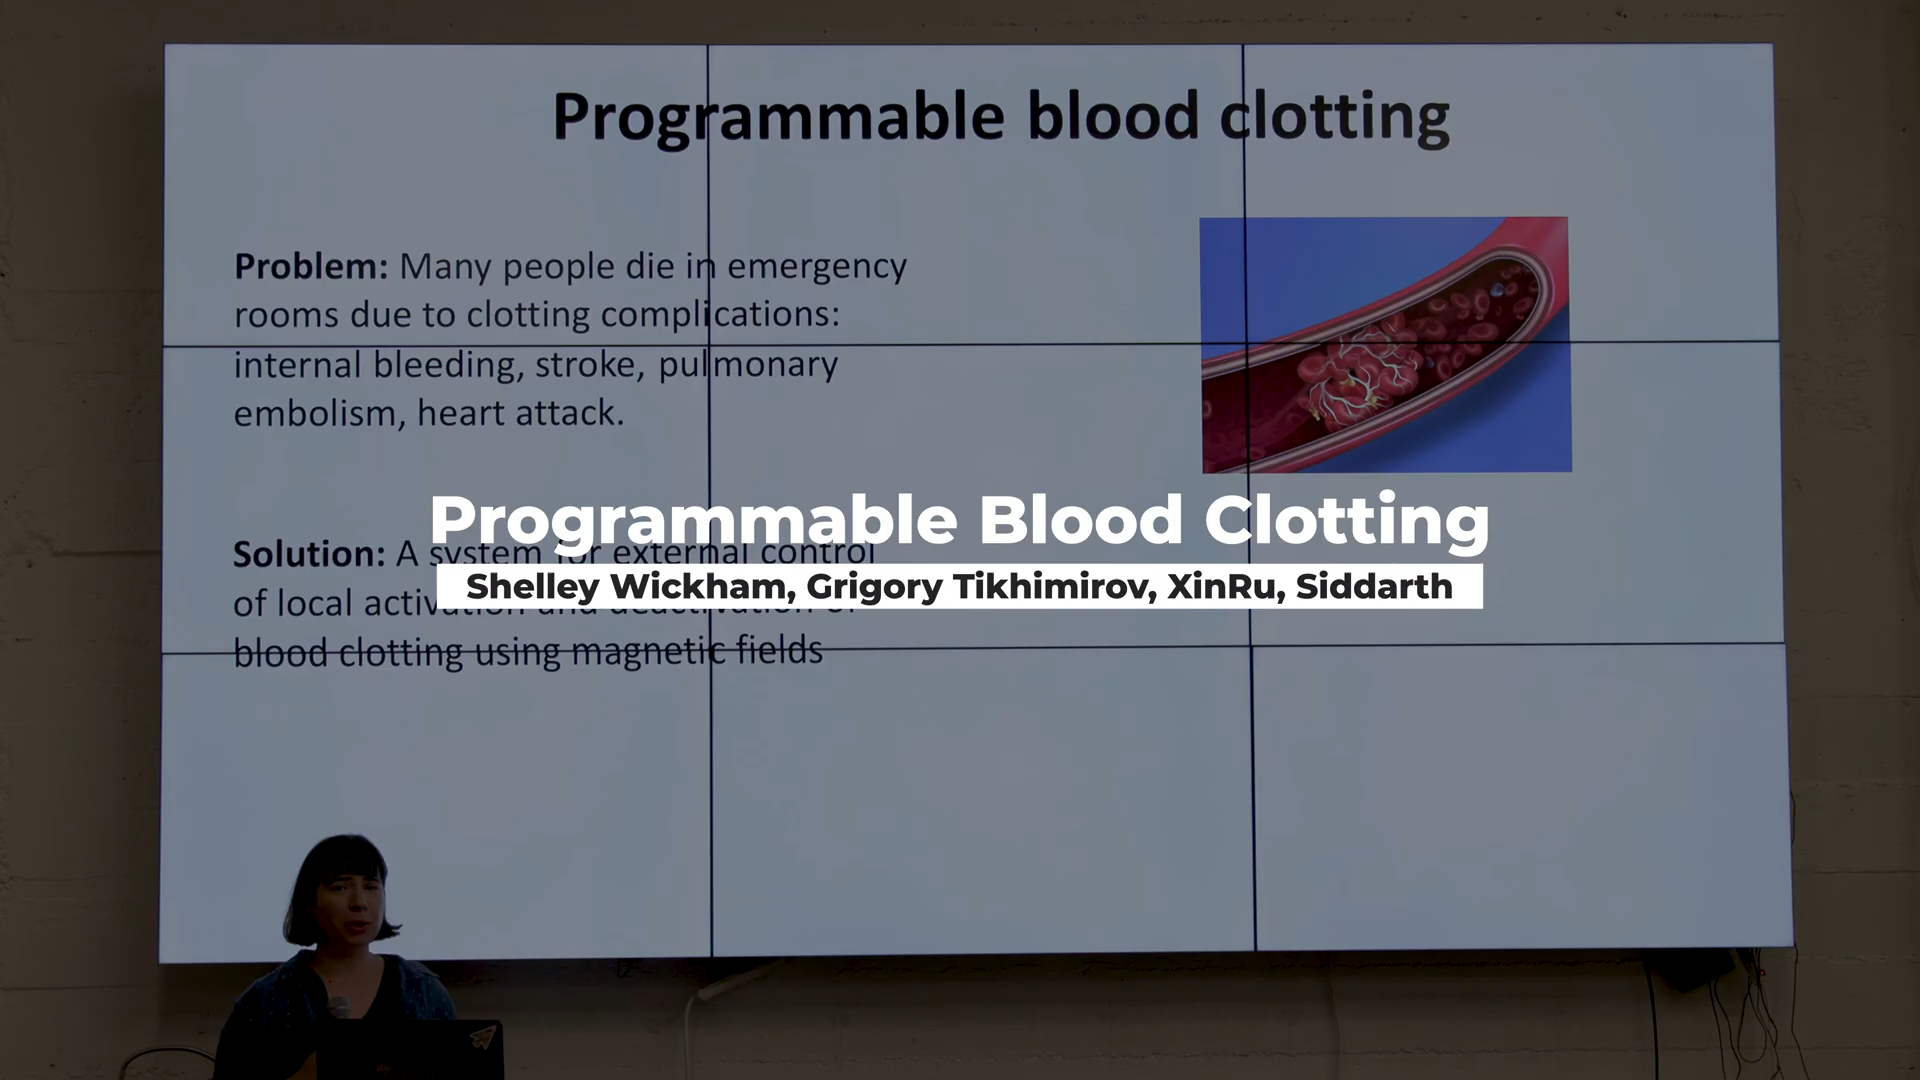 Programmable blood clotting
Problem: Many people die in emergency
rooms due to clotting complications:
internal bleeding, stroke, pulmonary
embolism, heart attack.
Programmable Blood Clotting
Shelley Wickham, Grigory Tikhimirov, XinRu, Siddarth
Solution: A system for external control
of local activation and deactivation of
blood clotting using magnetic fields